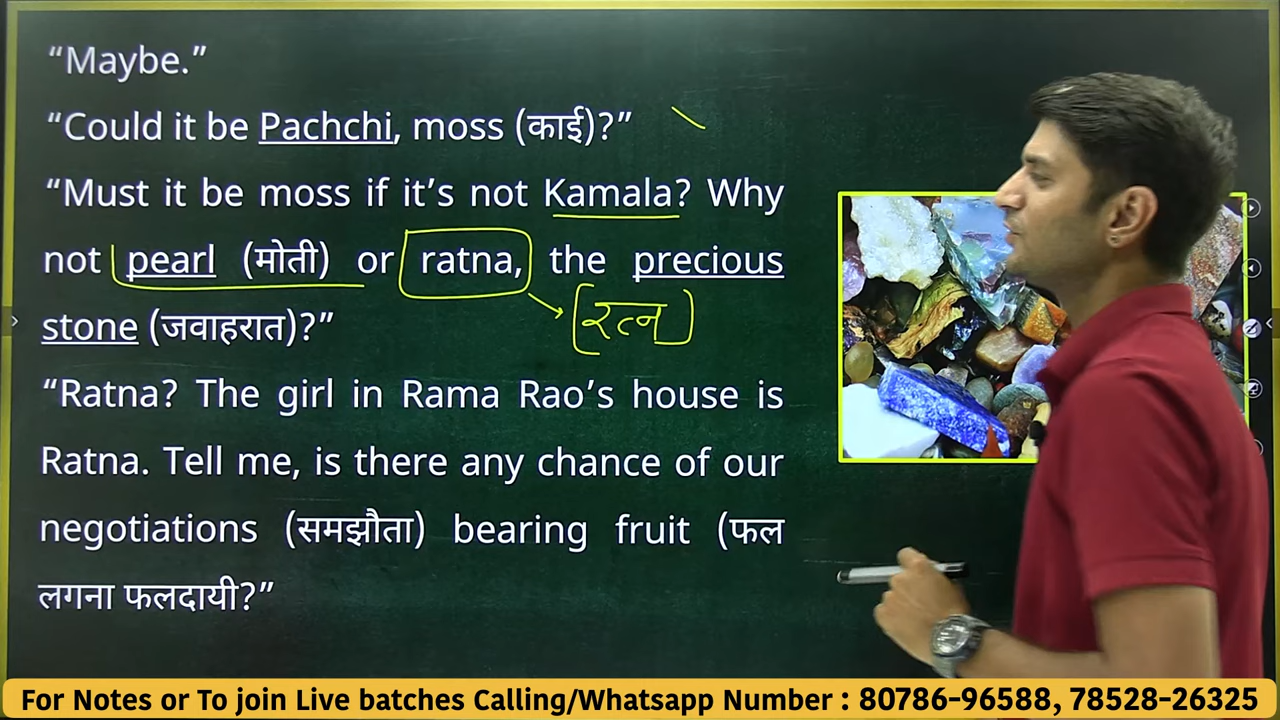 “Maybe.”
“Could it be Pachchi, moss (काई)?”
“Must it be moss if it’s not Kamala? Why
not pearl (मोती) or ratna, the precious
[रत्न]
stone (जवाहरात)?”
“Ratna? The girl in Rama Rao’s house is
Ratna. Tell me, is there any chance of our
negotiations (समझौता) bearing fruit (फल
लगना फलदायी?”
For Notes or To join Live batches Calling/Whatsapp Number : 80786-96588, 78528-26325